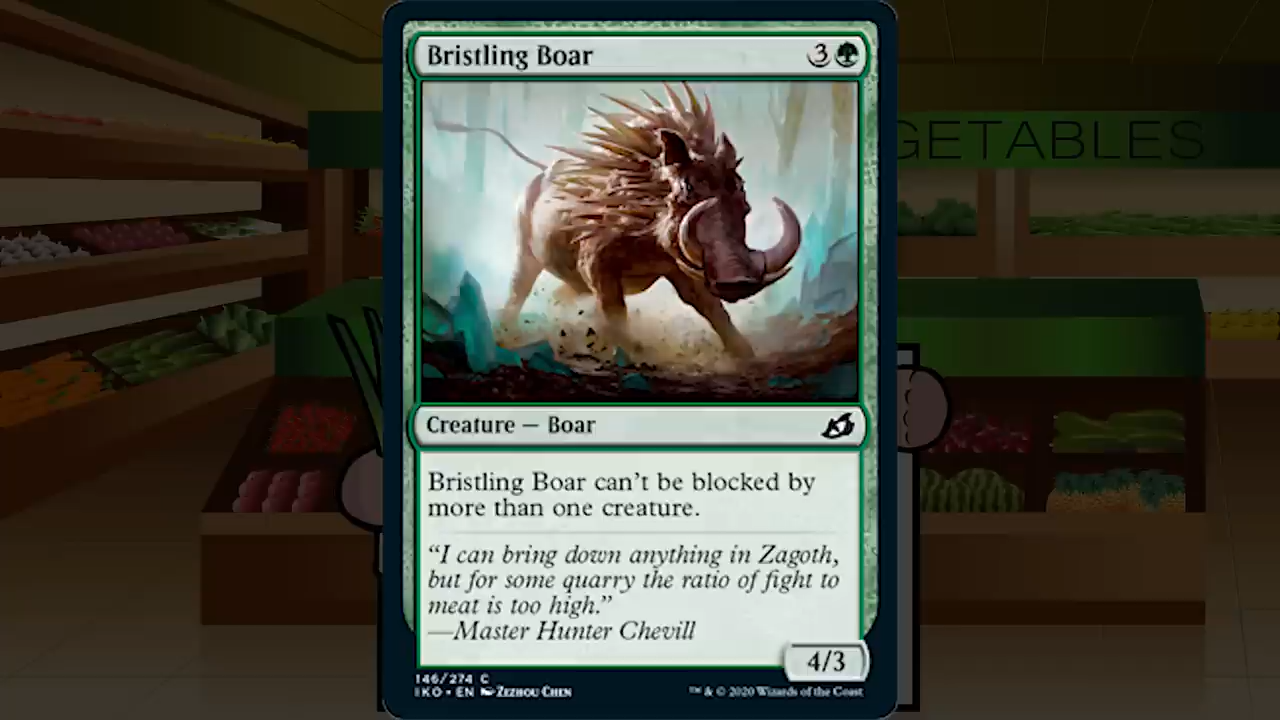 Bristling Boar 3
GETABLES
Creature — Boar
Bristling Boar can't be blocked by
more than one creature.
“I can bring down anything in Zagoth,
but for some quarry the ratio of fight to
meat is too high.”
—Master Hunter Chevill
4/3
146/274 C
IKO • EN Zezhou Chen
™ & © 2020 Wizards of the Coast